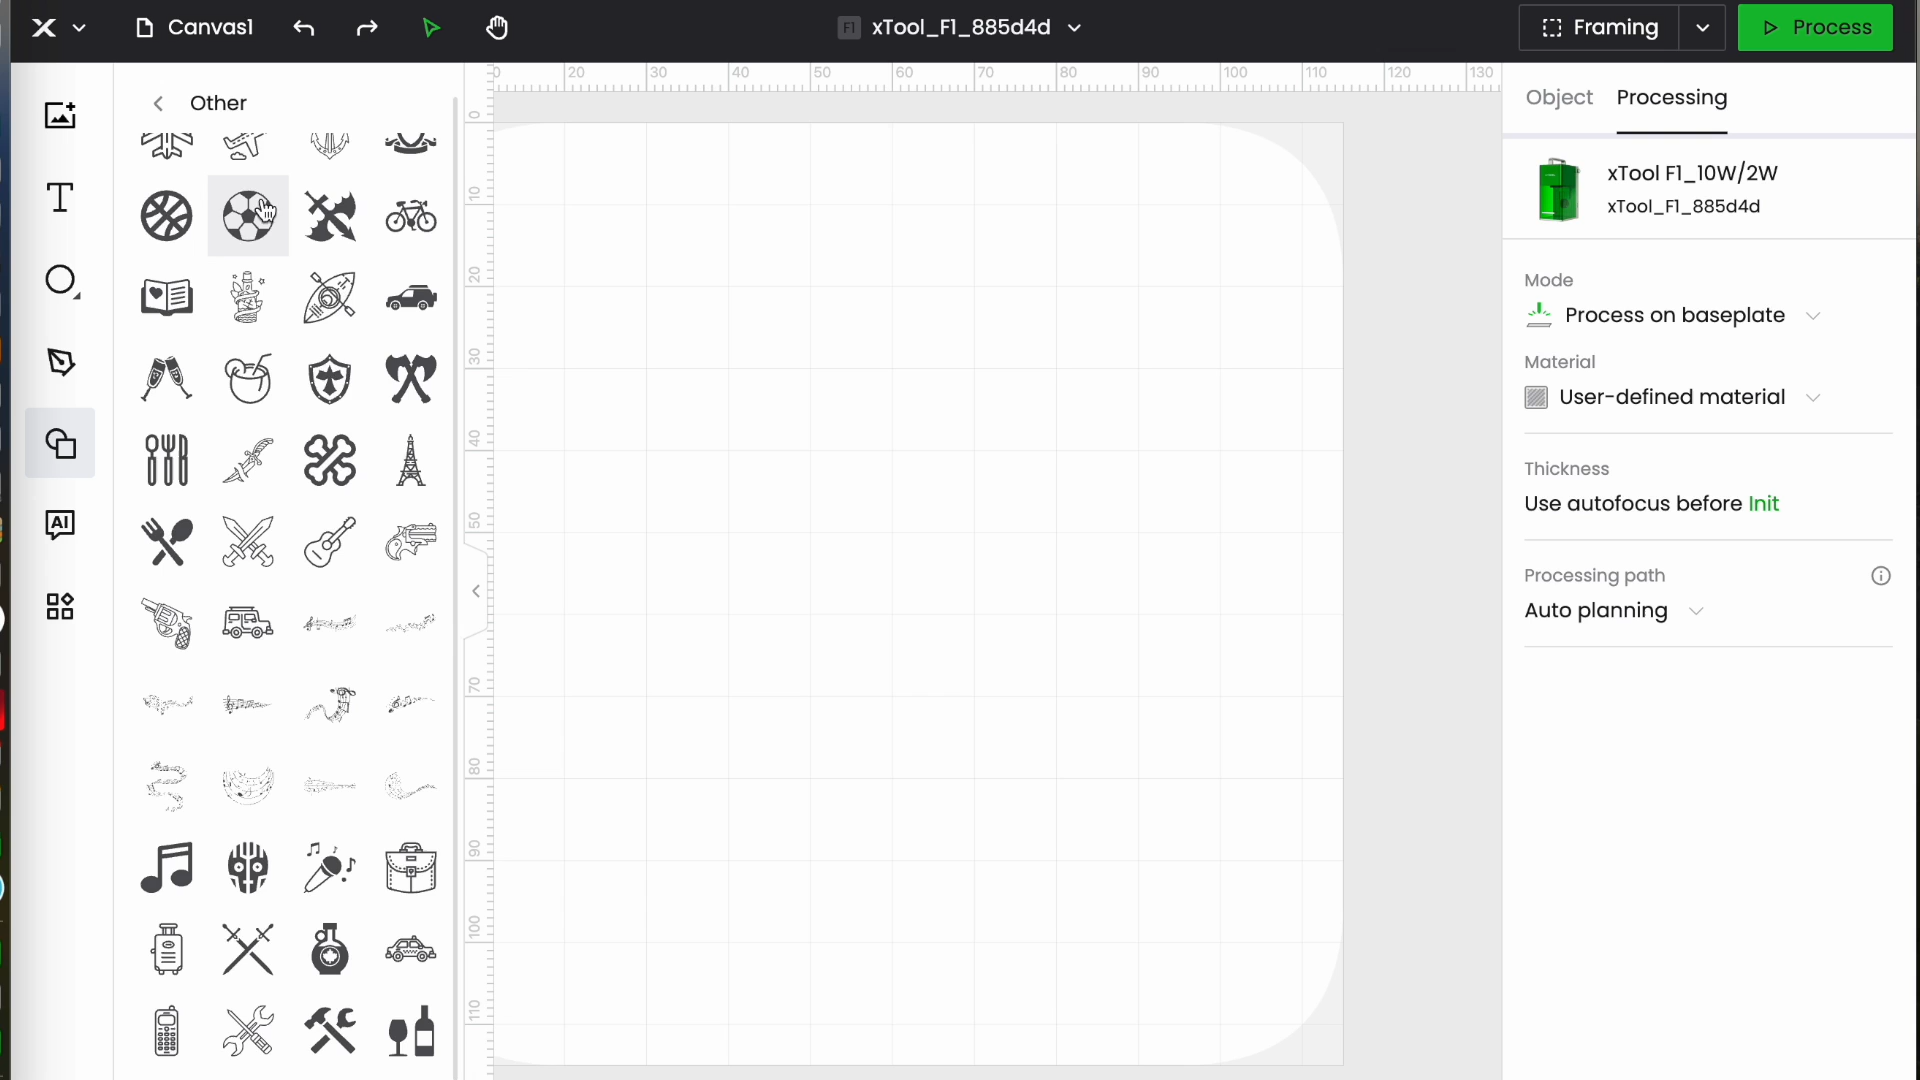 Canvas1
F1 xTool_F1_885d4d
Framing
Process
Other
0 20 30 40 50 60 70 80 90 100 110 120 130
0
10
20
30
40
50
70
80
90
100
110
AI
Object Processing
xTool F1_10W/2W
xTool_F1_885d4d
Mode
Process on baseplate
Material
User-defined material
Thickness
Use autofocus before Init
Processing path
Auto planning